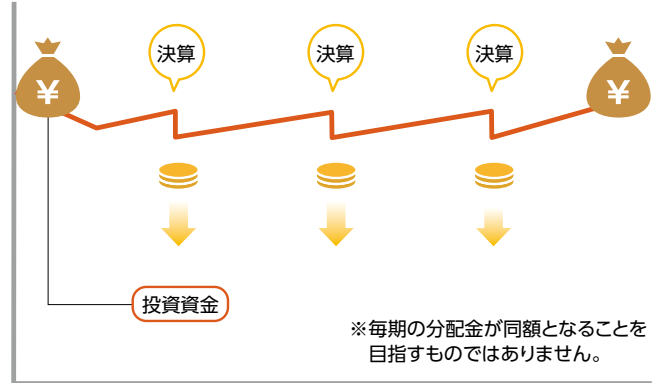 決算
決算
決算
¥
¥
投資資金
※毎期の分配金が同額となることを
目指すものではありません。